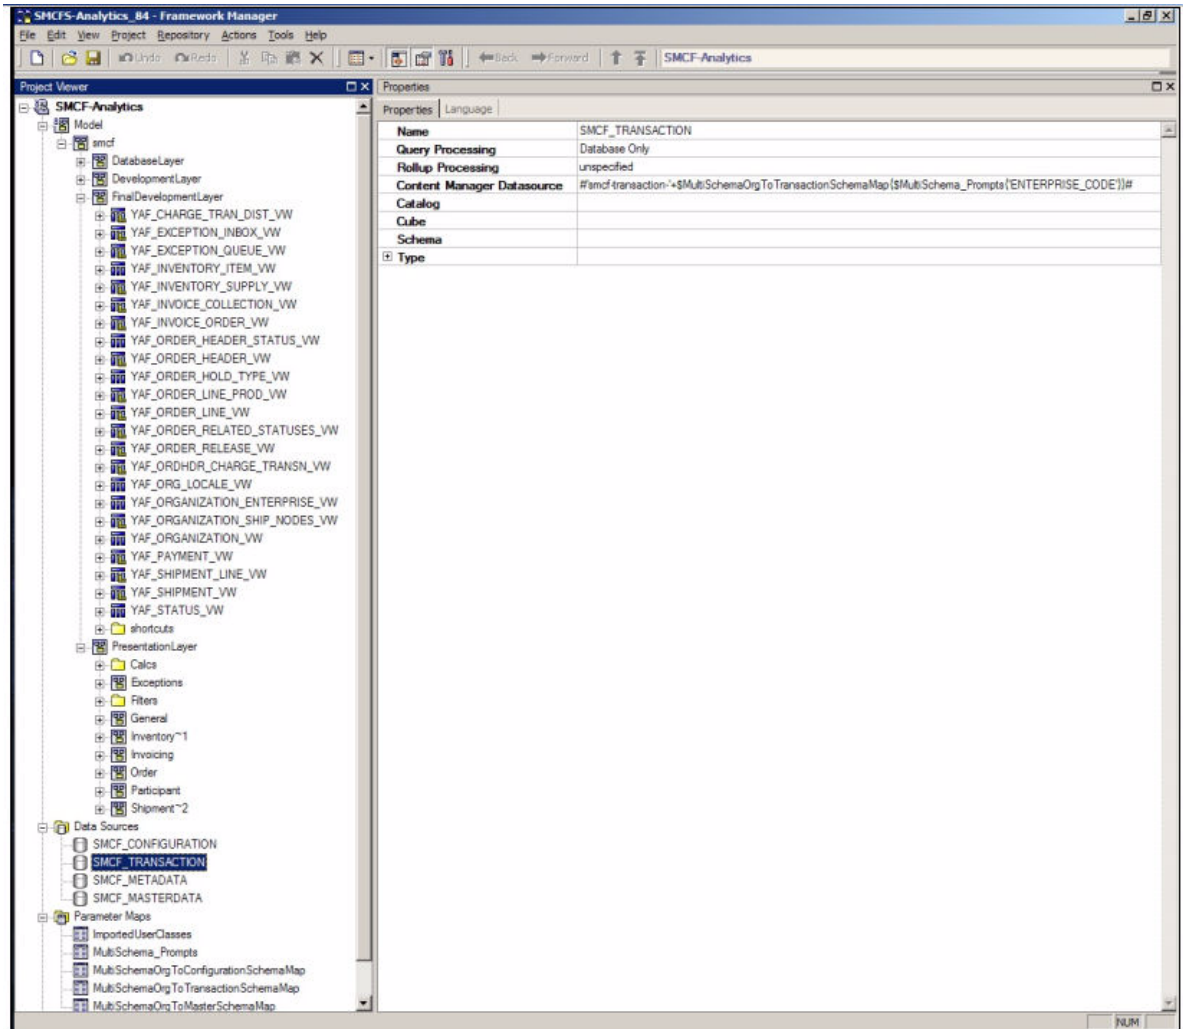 SMCFS-Analytics_84 - Framework Manager
File Edit View Project Repository Actions Tools Help
Undo Redo Back Forward SMCF-Analytics
Project Viewer
SMCF-Analytics
Model
smcf
DatabaseLayer
DevelopmentLayer
FinalDevelopmentLayer
YAF_CHARGE_TRAN_DIST_VW
YAF_EXCEPTION_INBOX_VW
YAF_EXCEPTION_QUEUE_VW
YAF_INVENTORY_ITEM_VW
YAF_INVENTORY_SUPPLY_VW
YAF_INVOICE_COLLECTION_VW
YAF_INVOICE_ORDER_VW
YAF_ORDER_HEADER_STATUS_VW
YAF_ORDER_HEADER_VW
YAF_ORDER_HOLD_TYPE_VW
YAF_ORDER_LINE_PROD_VW
YAF_ORDER_LINE_VW
YAF_ORDER_RELATED_STATUSES_VW
YAF_ORDER_RELEASE_VW
YAF_ORDHDR_CHARGE_TRANSN_VW
YAF_ORG_LOCALE_VW
YAF_ORGANIZATION_ENTERPRISE_VW
YAF_ORGANIZATION_SHIP_NODES_VW
YAF_ORGANIZATION_VW
YAF_PAYMENT_VW
YAF_SHIPMENT_LINE_VW
YAF_SHIPMENT_VW
YAF_STATUS_VW
shortcuts
PresentationLayer
Calcs
Exceptions
Filters
General
Inventory~1
Invoicing
Order
Participant
Shipment~2
Data Sources
SMCF_CONFIGURATION
SMCF_TRANSACTION
SMCF_METADATA
SMCF_MASTERDATA
Parameter Maps
ImportedUserClasses
MultiSchema_Prompts
MultiSchemaOrgToConfigurationSchemaMap
MultiSchemaOrgToTransactionSchemaMap
MultiSchemaOrgToMasterSchemaMap
Properties
Properties Language
Name SMCF_TRANSACTION
Query Processing Database Only
Rollup Processing unspecified
Content Manager Datasource #'smcf-transaction-'+$MultiSchemaOrgToTransactionSchemaMap{$MultiSchema_Prompts{'ENTERPRISE_CODE'}}#
Catalog
Cube
Schema
Type
NUM